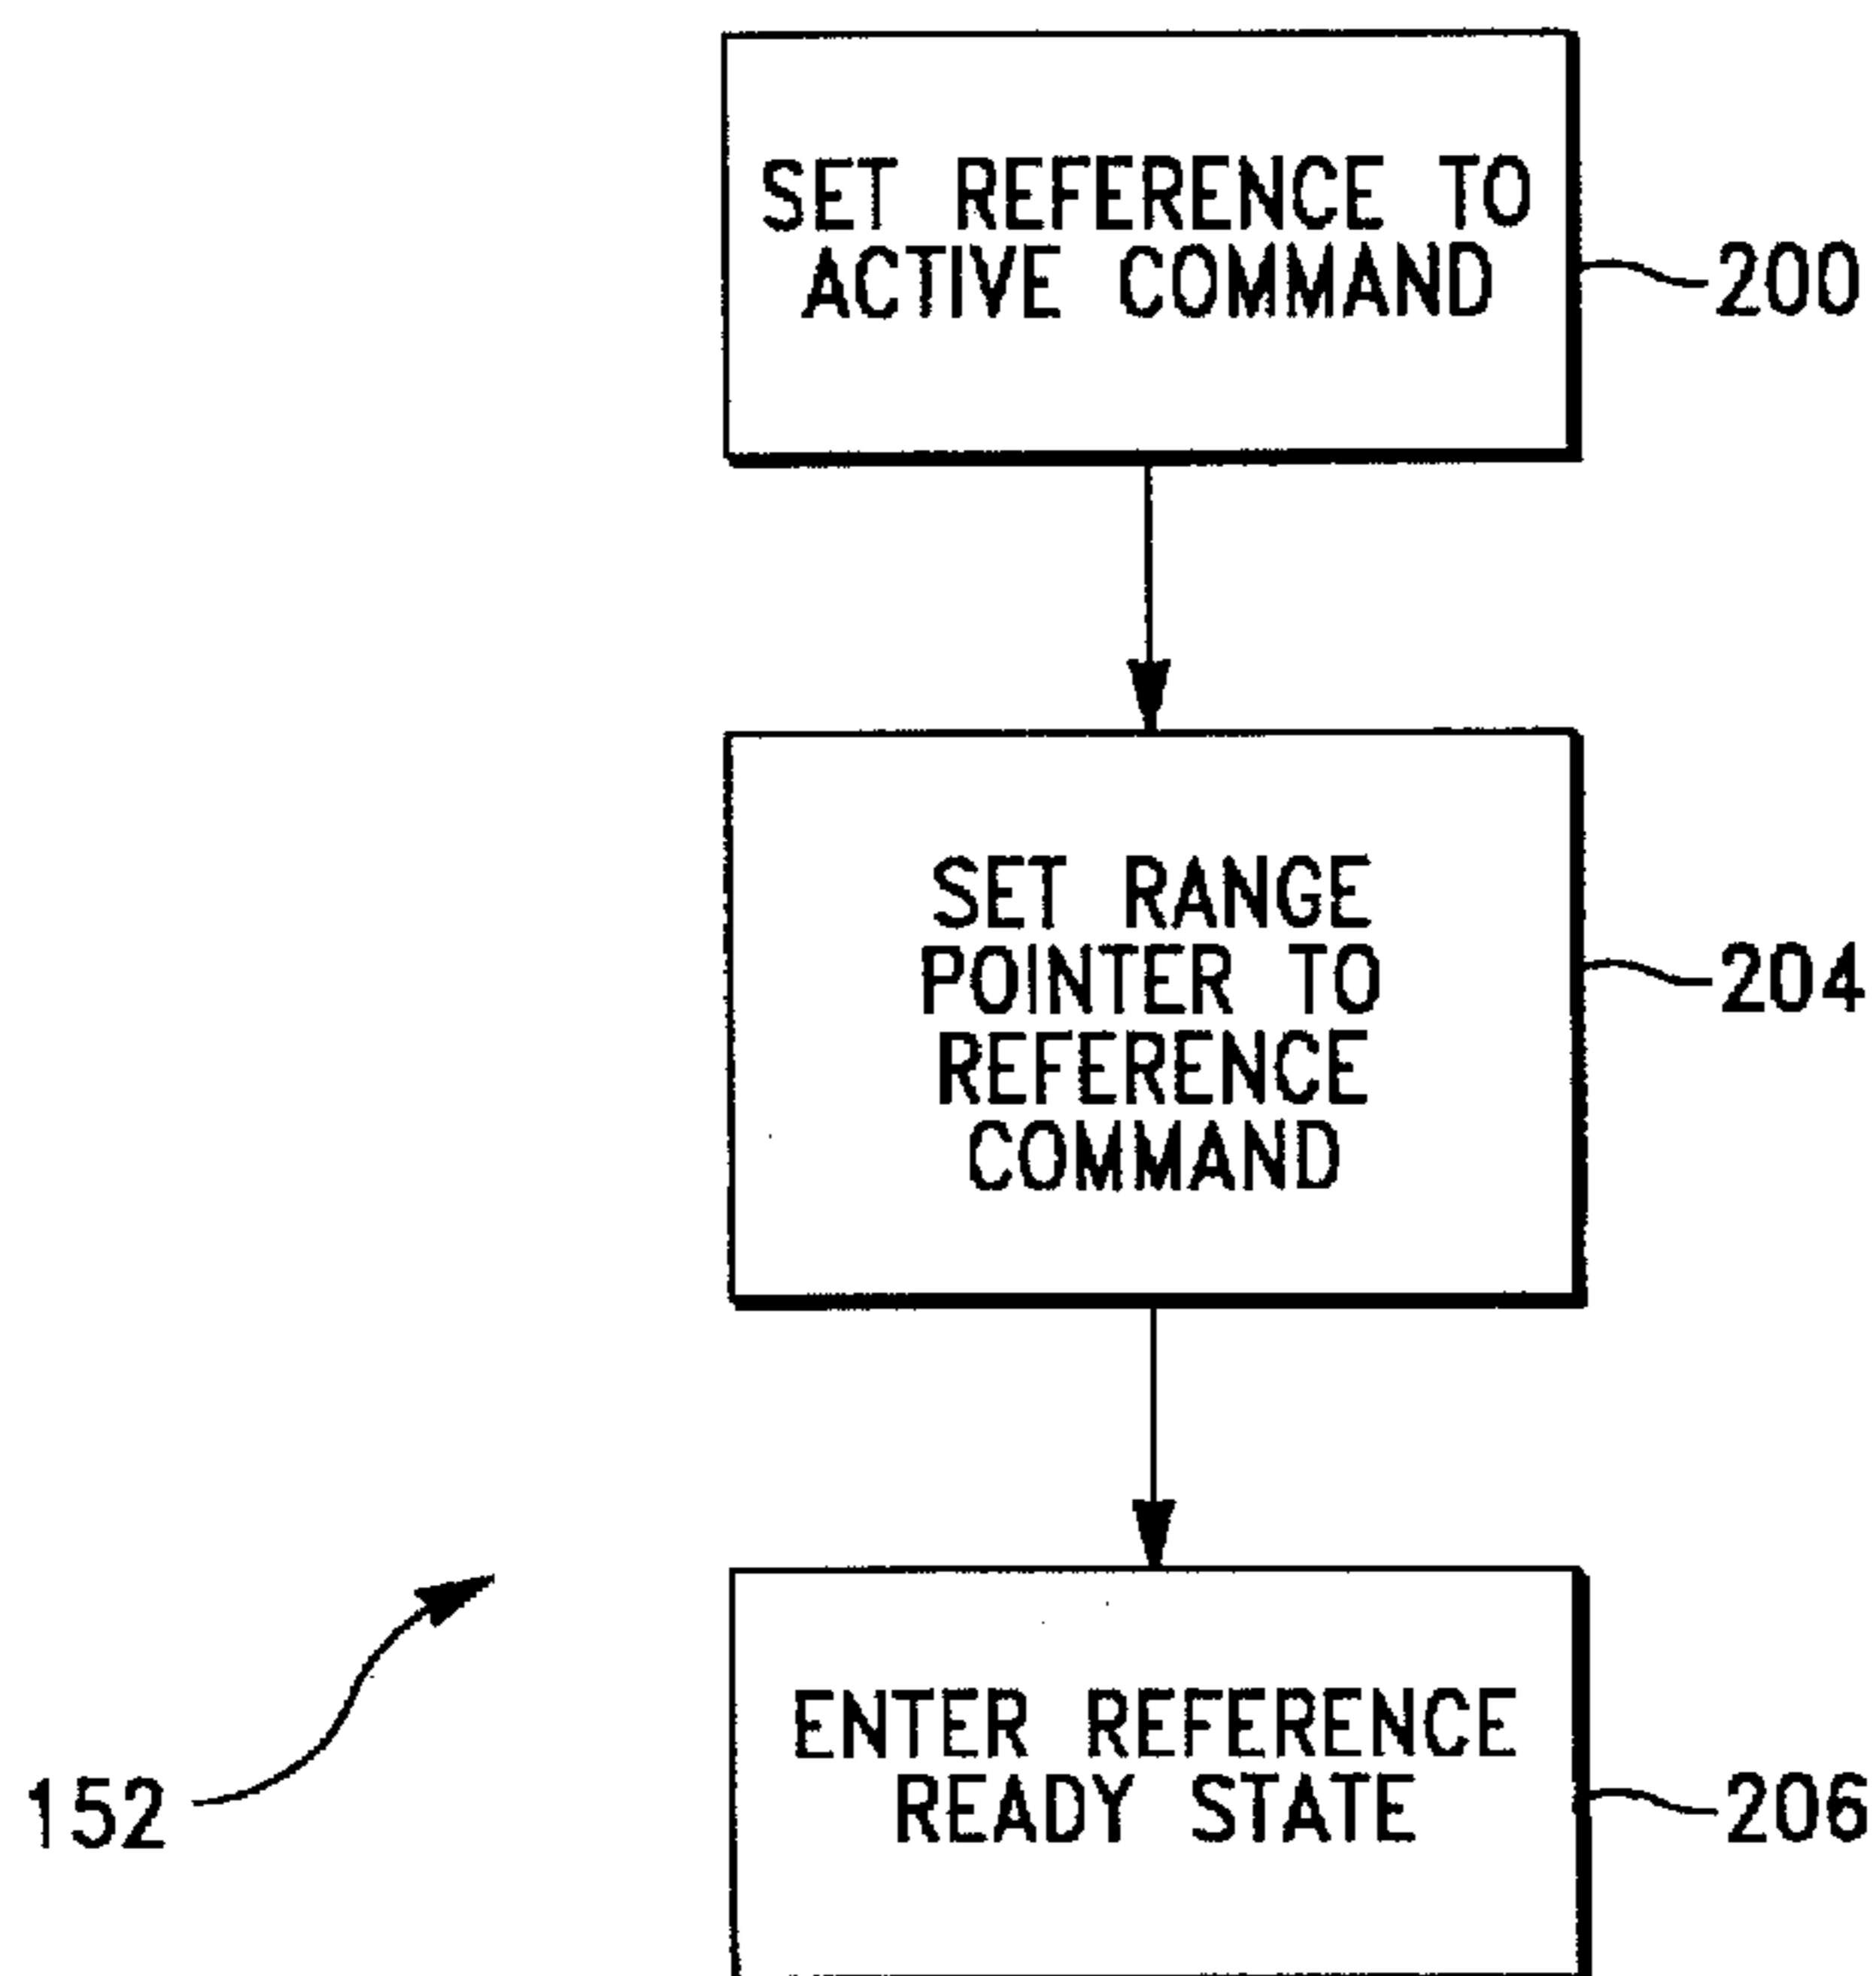 SET REFERENCE TO
ACTIVE COMMAND
200
SET RANGE
POINTER TO
REFERENCE
COMMAND
204
ENTER REFERENCE
READY STATE
206
152